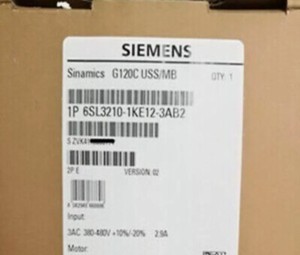 SIEMENS
Sinamics G120C USS/MB QTY: 1
1P 6SL3210-1KE12-3AB2
S ZVKA1
2P E VERSION: 02
Input:
3AC 380-480V +10%/-20% 2.9A
Motor: